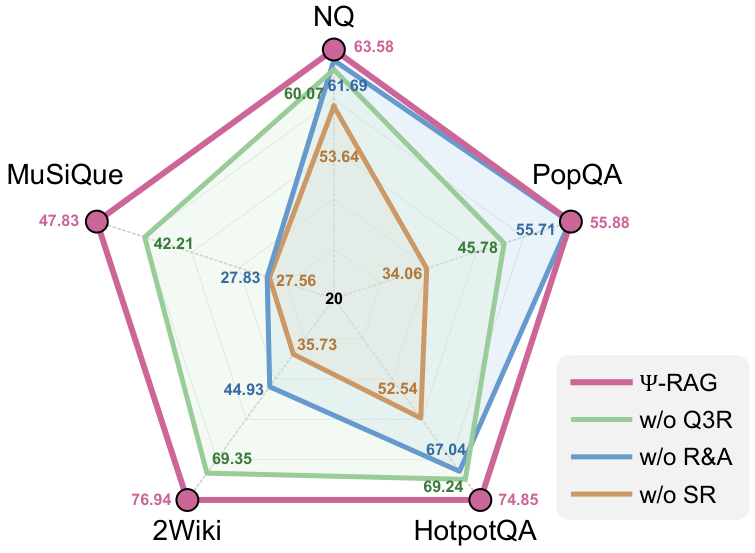 NQ
63.58
60.07
61.69
53.64
MuSiQue
PopQA
47.83
55.88
55.71
42.21
45.78
34.06
27.83
27.56
20
35.73
44.93
52.54
67.04
69.35
69.24
76.94
74.85
2Wiki
HotpotQA
Ψ-RAG
w/o Q3R
w/o R&A
w/o SR